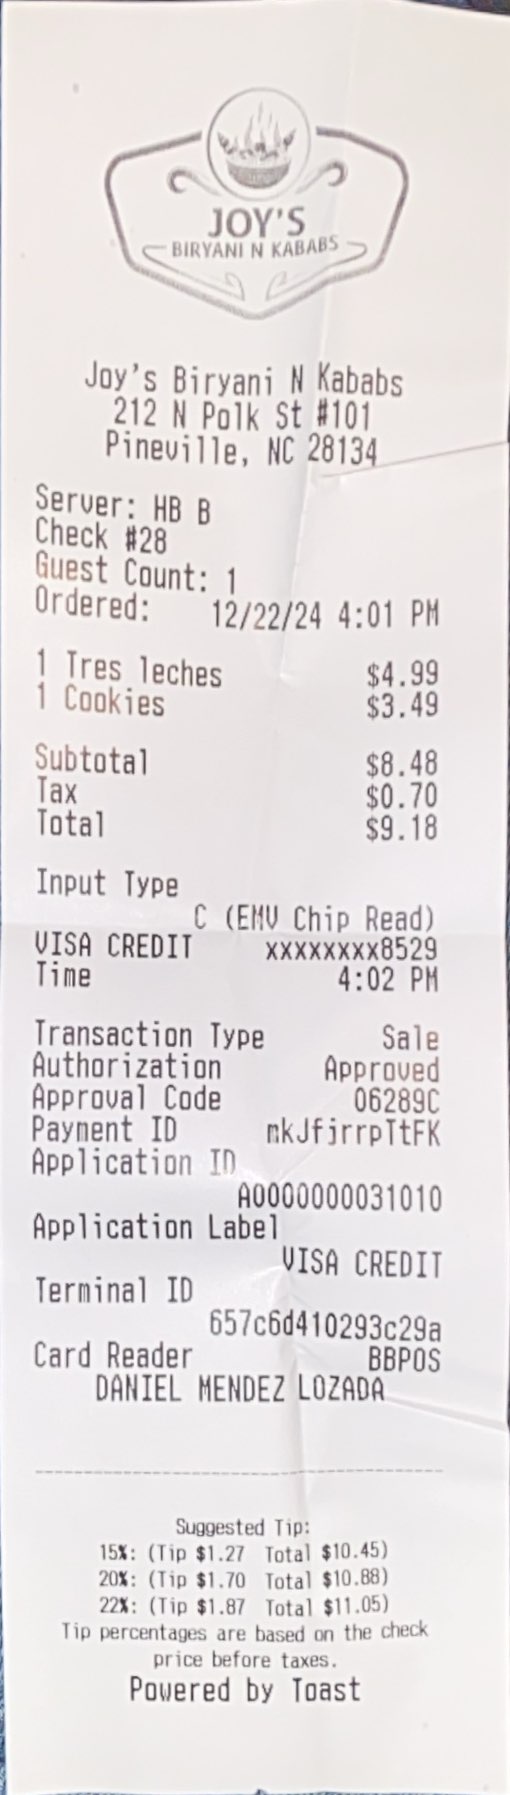 JOY'S
BIRYANI N KABABS
Joy's Biryani N Kababs
212 N Polk St #101
Pineville, NC 28134
Server: HB B
Check #28
Guest Count: 1
Ordered: 12/22/24 4:01 PM
1 Tres leches $4.99
1 Cookies $3.49
Subtotal $8.48
Tax $0.70
Total $9.18
Input Type
C (EMV Chip Read)
VISA CREDIT xxxxxxxx8529
Time 4:02 PM
Transaction Type Sale
Authorization Approved
Approval Code 06289C
Payment ID mkJfjrrpTtFK
Application ID
A0000000031010
Application Label
VISA CREDIT
Terminal ID
657c6d410293c29a
Card Reader BBPOS
DANIEL MENDEZ LOZADA
Suggested Tip:
15%: (Tip $1.27 Total $10.45)
20%: (Tip $1.70 Total $10.88)
22%: (Tip $1.87 Total $11.05)
Tip percentages are based on the check
price before taxes.
Powered by Toast